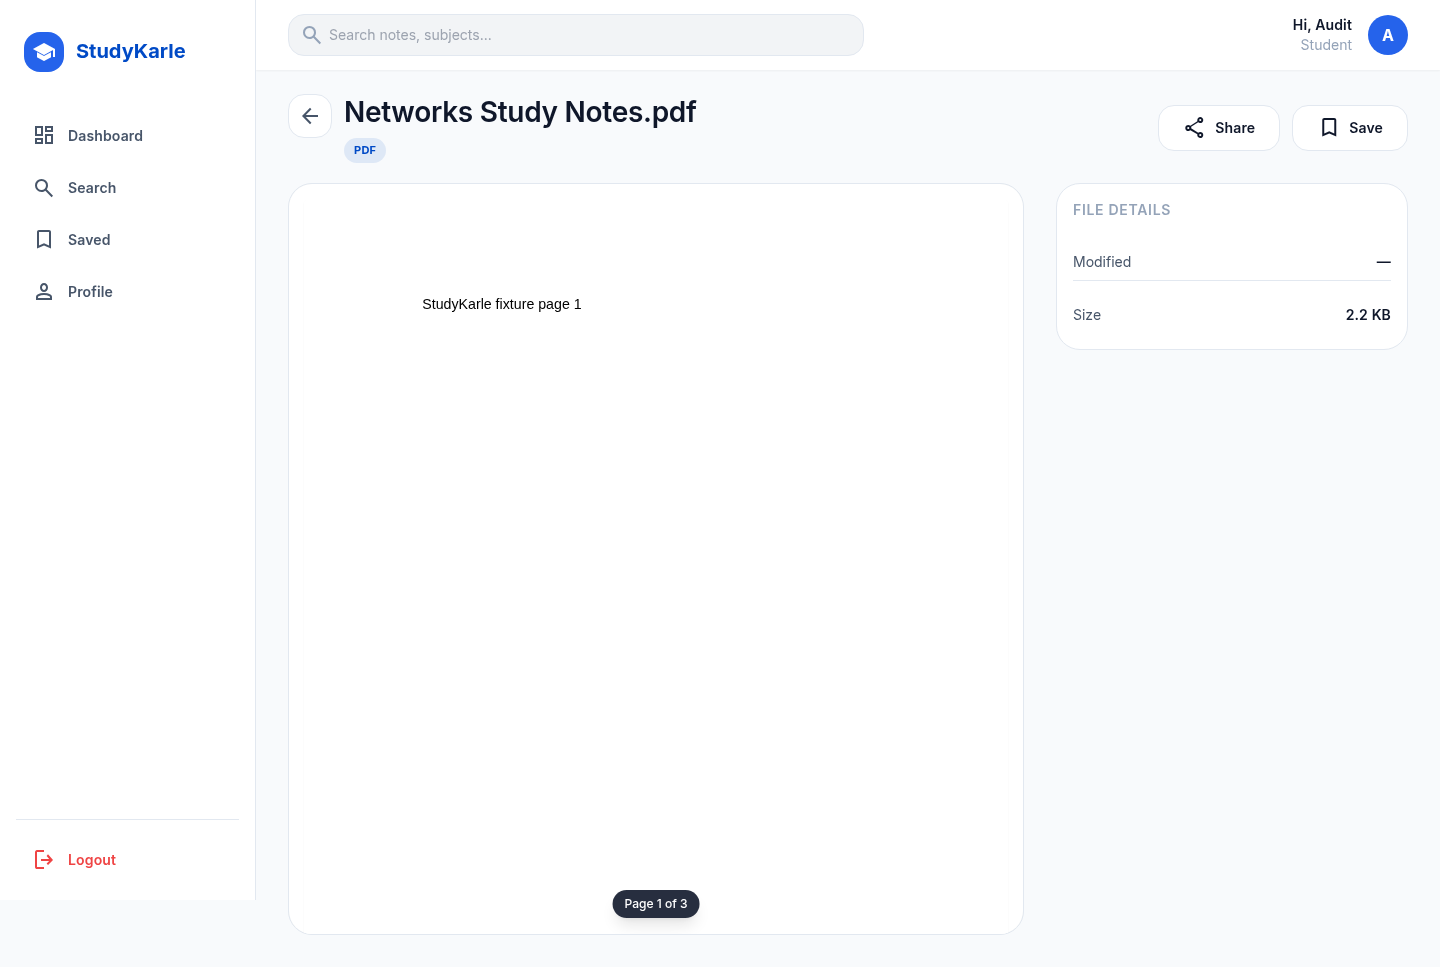 StudyKarle
Search notes, subjects...
Hi, Audit
Student
A
Dashboard
Search
Saved
Profile
Logout
Networks Study Notes.pdf
PDF
Share
Save
StudyKarle fixture page 1
Page 1 of 3
FILE DETAILS
Modified —
Size 2.2 KB